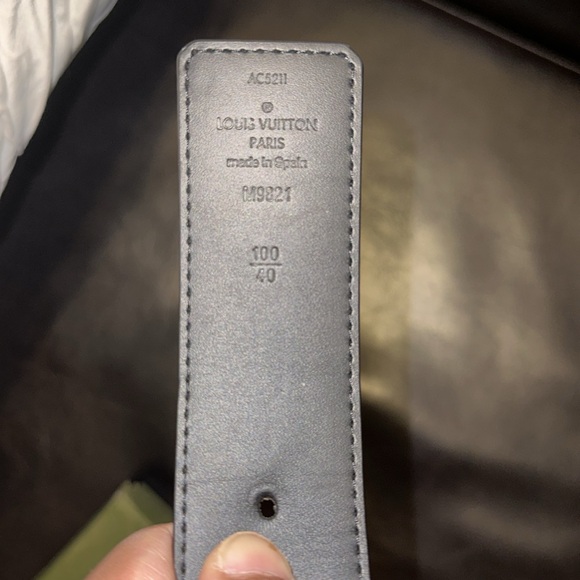 AC5211
®
LOUIS VUITTON
PARIS
made in Spain
M9821
100
40